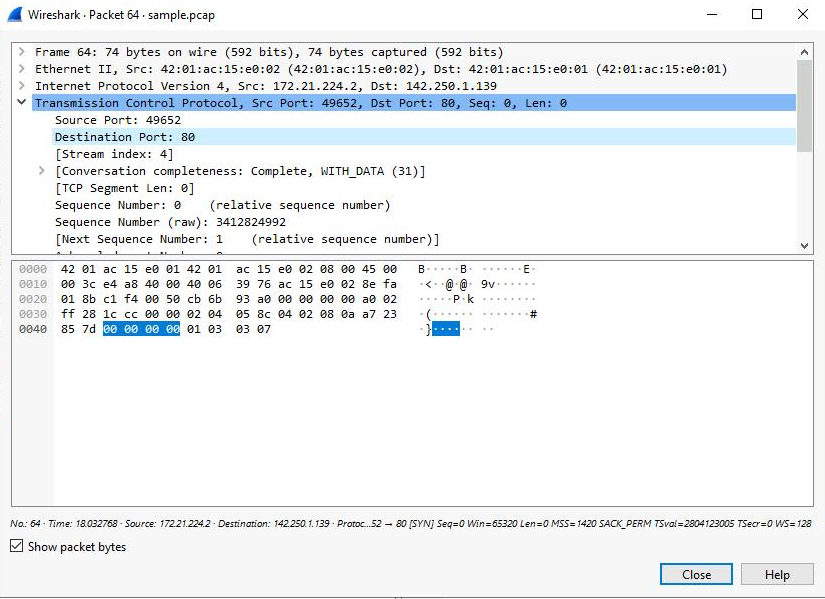 Wireshark · Packet 64 · sample.pcap
Frame 64: 74 bytes on wire (592 bits), 74 bytes captured (592 bits)
Ethernet II, Src: 42:01:ac:15:e0:02 (42:01:ac:15:e0:02), Dst: 42:01:ac:15:e0:01 (42:01:ac:15:e0:01)
Internet Protocol Version 4, Src: 172.21.224.2, Dst: 142.250.1.139
Transmission Control Protocol, Src Port: 49652, Dst Port: 80, Seq: 0, Len: 0
Source Port: 49652
Destination Port: 80
[Stream index: 4]
[Conversation completeness: Complete, WITH_DATA (31)]
[TCP Segment Len: 0]
Sequence Number: 0    (relative sequence number)
Sequence Number (raw): 3412824992
[Next Sequence Number: 1    (relative sequence number)]
0000 42 01 ac 15 e0 01 42 01 ac 15 e0 02 08 00 45 00 B·····B· ······E·
0010 00 3c e4 a8 40 00 40 06 39 76 ac 15 e0 02 8e fa ·<··@·@· 9v······
0020 01 8b c1 f4 00 50 cb 6b 93 a0 00 00 00 00 a0 02 ·····P·k ········
0030 ff 28 1c cc 00 00 02 04 05 8c 04 02 08 0a a7 23 ·(······ ·······#
0040 85 7d 00 00 00 00 01 03 03 07 ·}······ ··
No.: 64 · Time: 18.032768 · Source: 172.21.224.2 · Destination: 142.250.1.139 · Protoc...52 → 80 [SYN] Seq=0 Win=65320 Len=0 MSS=1420 SACK_PERM TSval=2804123005 TSecr=0 WS=128
Show packet bytes
Close Help